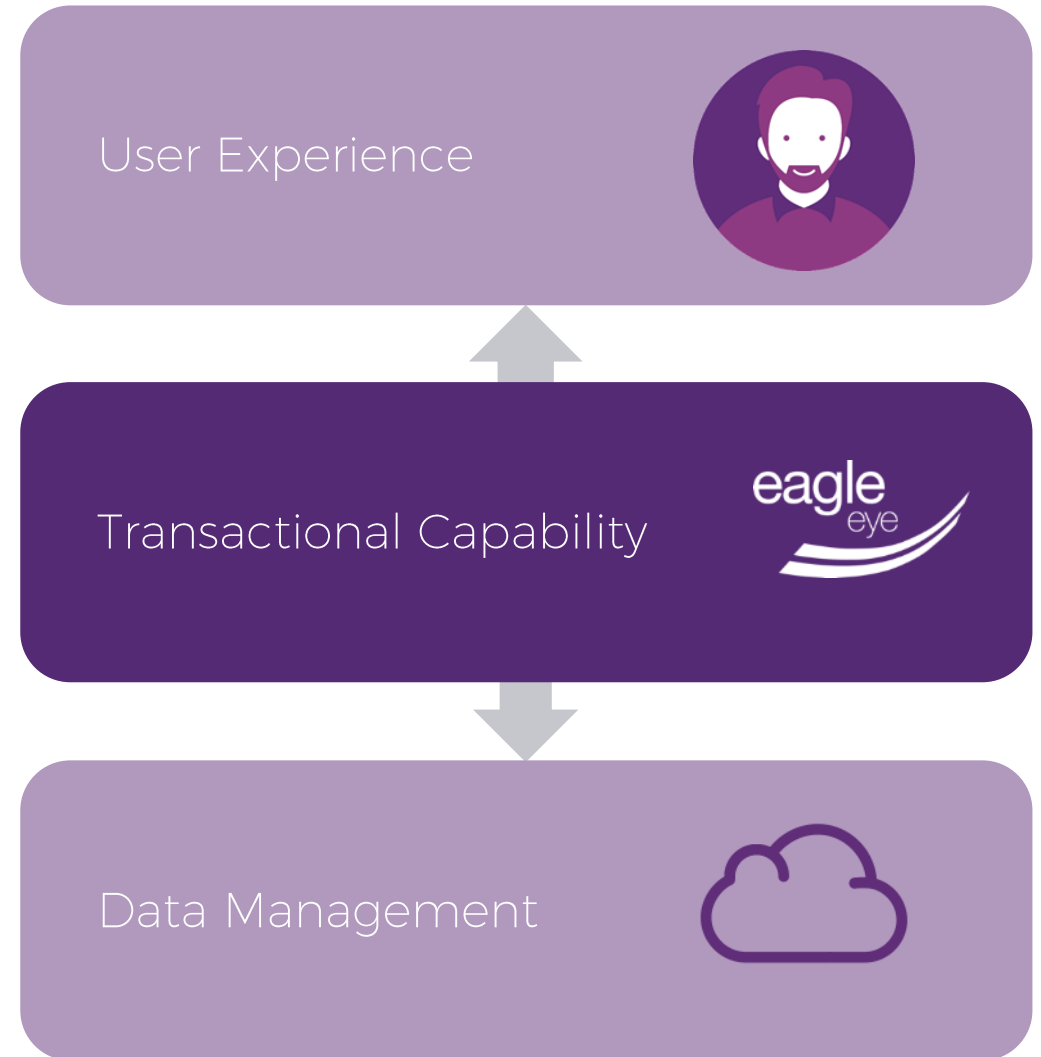 User Experience
Transactional Capability
eagle
eye
Data Management